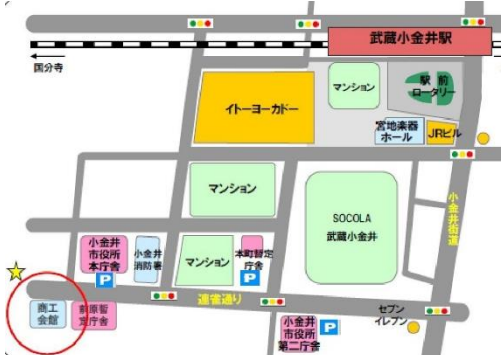 武蔵小金井駅
国分寺
マンション
駅前
ロータリー
イトーヨーカドー
宮地楽器
ホール
JRビル
マンション
小金井街道
SOCOLA
武蔵小金井
小金井
市役所
本庁舎
小金井
消防署
マンション
本町暫定
庁舎
P
P
連雀通り
商工
会館
前原暫
定庁舎
セブン
イレブン
小金井
市役所
第二庁舎
P